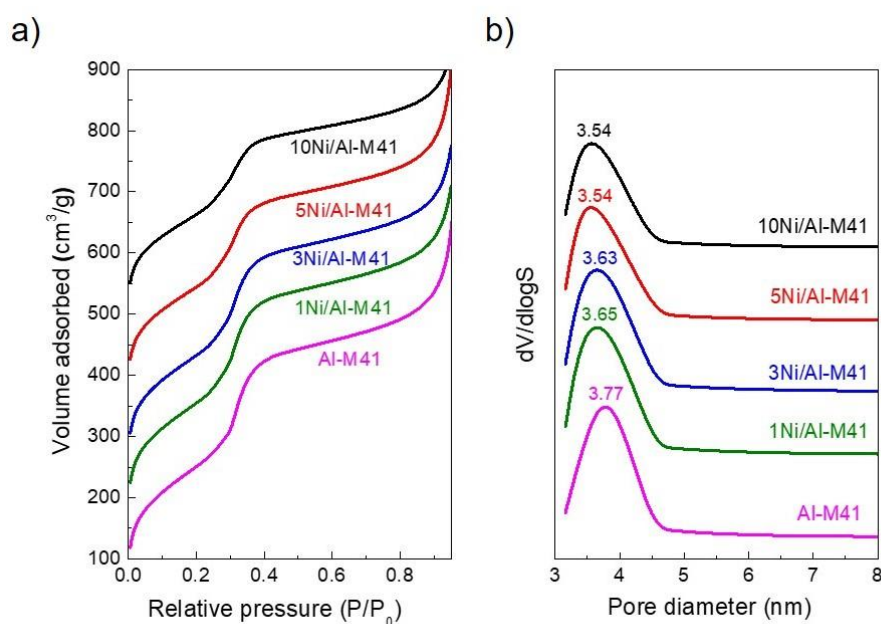 a)
900
800
700
600
500
400
300
200
100
0.0 0.2 0.4 0.6 0.8
Volume adsorbed (cm³/g)
Relative pressure (P/P₀)
10Ni/Al-M41
5Ni/Al-M41
3Ni/Al-M41
1Ni/Al-M41
Al-M41
b)
dV/dlogS
3.54
10Ni/Al-M41
3.54
5Ni/Al-M41
3.63
3Ni/Al-M41
3.65
1Ni/Al-M41
3.77
Al-M41
3 4 5 6 7 8
Pore diameter (nm)